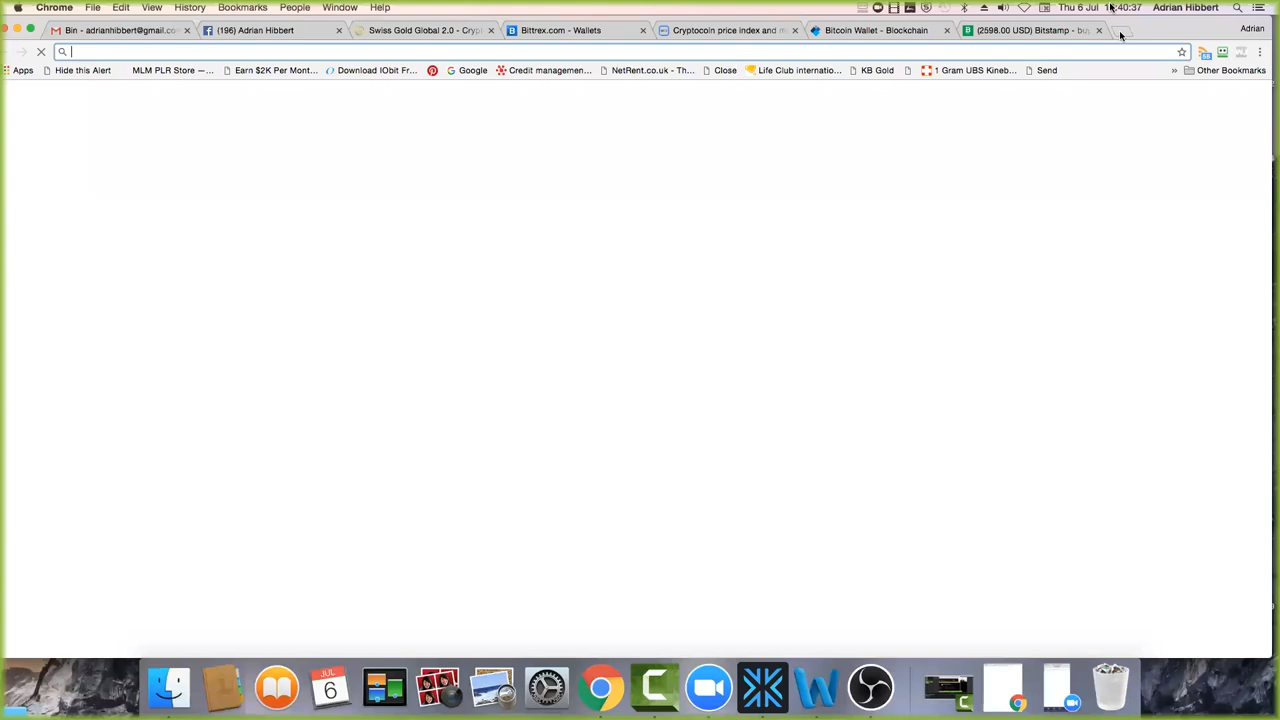 Chrome File Edit View History Bookmarks People Window Help Thu 6 Jul :40:37 Adrian Hibbert
Bin - adrianhibbert@gmail.co (196) Adrian Hibbert Swiss Gold Global 2.0 - Cryp Bittrex.com - Wallets Cryptocoin price index and m Bitcoin Wallet - Blockchain (2598.00 USD) Bitstamp - bu Adrian
Apps Hide this Alert MLM PLR Store —... Earn $2K Per Mont... Download IObit Fr... Google Credit managemen... NetRent.co.uk - th... Close Life Club internatio... KB Gold 1 Gram UBS Kineb... Send » Other Bookmarks
JUL
6